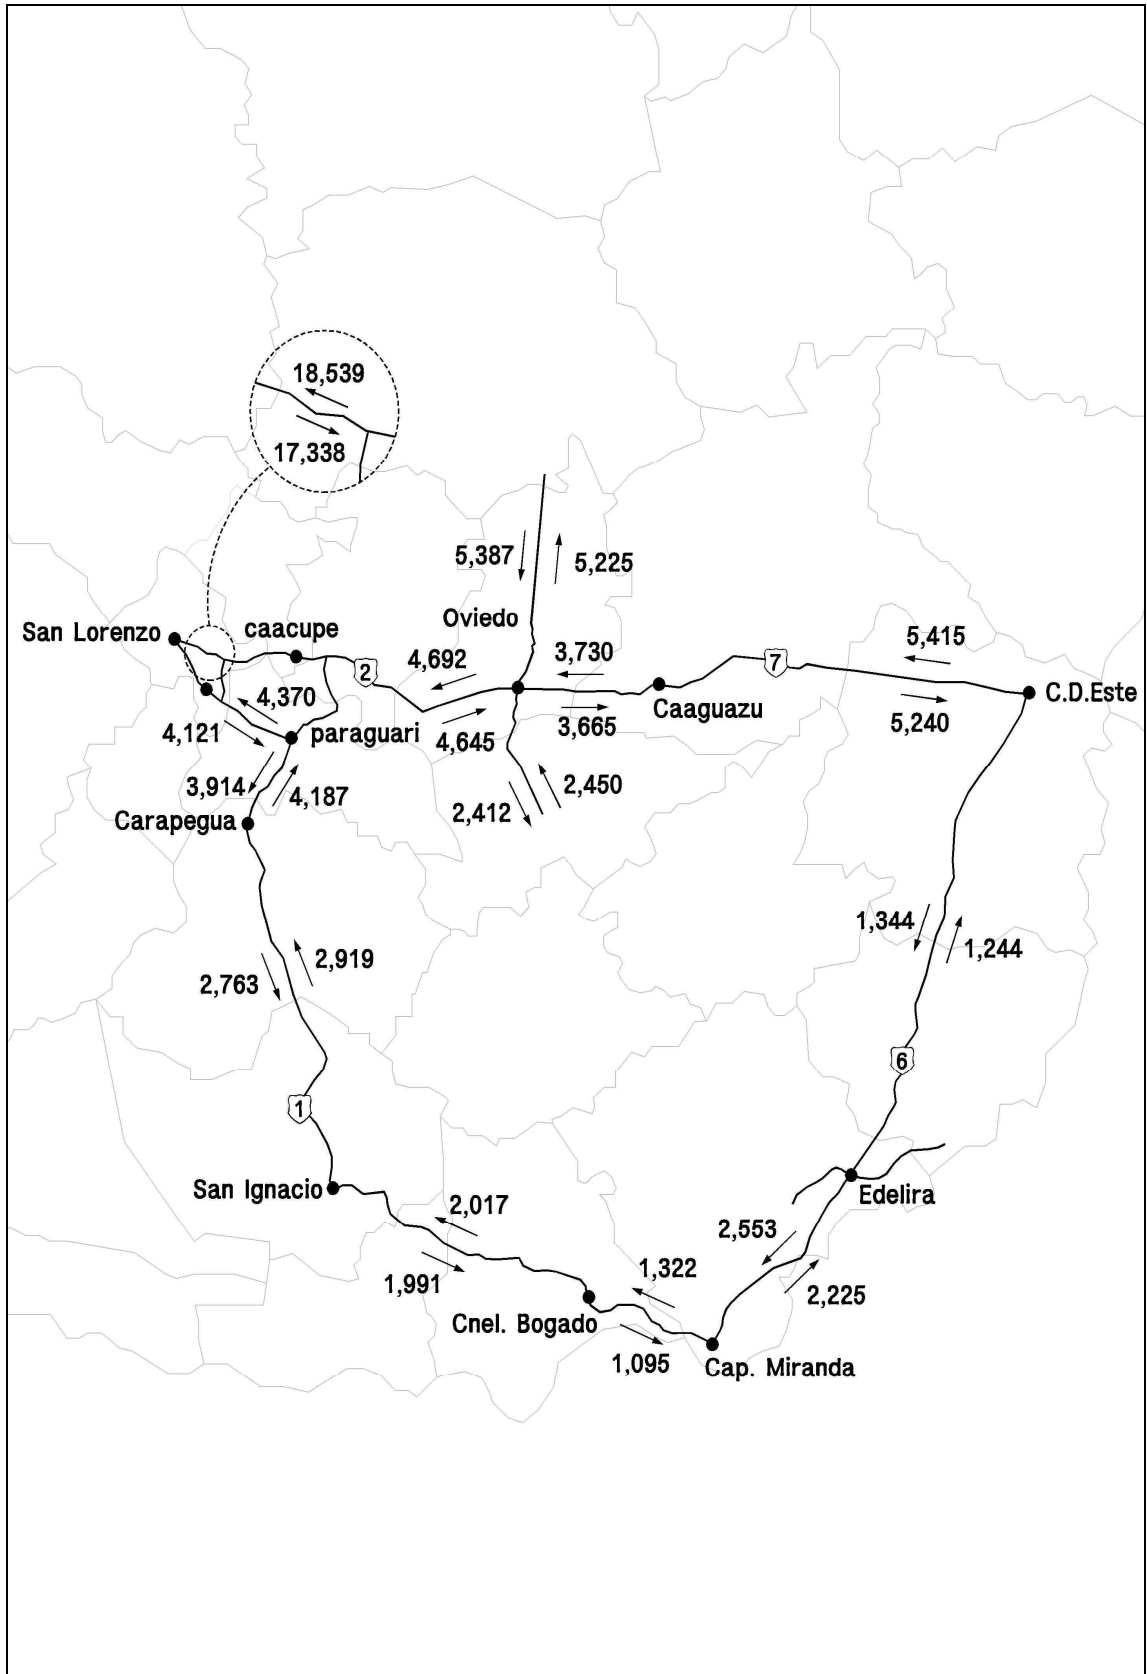 18,539
17,338
5,387
5,225
Oviedo
San Lorenzo
caacupe
4,692
2
3,730
7
5,415
C.D.Este
4,370
4,121
paraguari
4,645
3,665
Caaguazu
5,240
3,914
4,187
2,450
2,412
Carapegua
1,344
1,244
2,919
2,763
6
1
San Ignacio
Edelira
2,017
1,991
2,553
2,225
1,322
Cnel. Bogado
1,095
Cap. Miranda